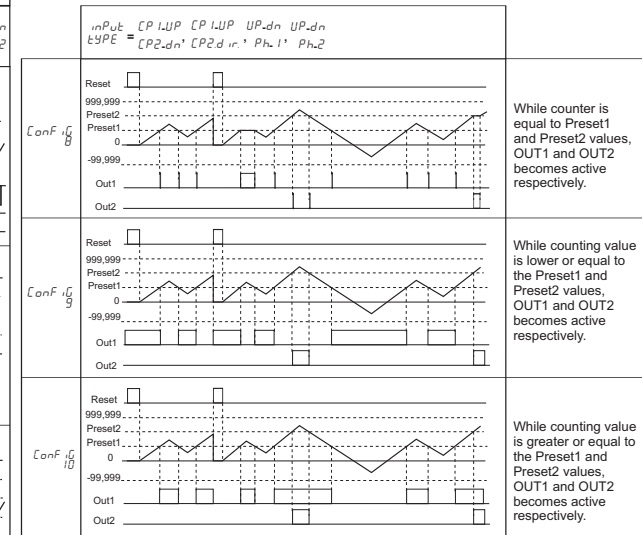 inPut CP1.UP CP1.UP UP-dn UP-dn
tYPE = CP2-dn, CP2.dir., Ph-1, Ph-2
ConFiG
8
Reset
999,999
Preset2
Preset1
0
-99,999
Out1
Out2
While counter is
equal to Preset1
and Preset2 values,
OUT1 and OUT2
becomes active
respectively.
ConFiG
9
Reset
999,999
Preset2
Preset1
0
-99,999
Out1
Out2
While counting value
is lower or equal to
the Preset1 and
Preset2 values,
OUT1 and OUT2
becomes active
respectively.
ConFiG
10
Reset
999,999
Preset2
Preset1
0
-99,999
Out1
Out2
While counting value
is greater or equal to
the Preset1 and
Preset2 values,
OUT1 and OUT2
becomes active
respectively.